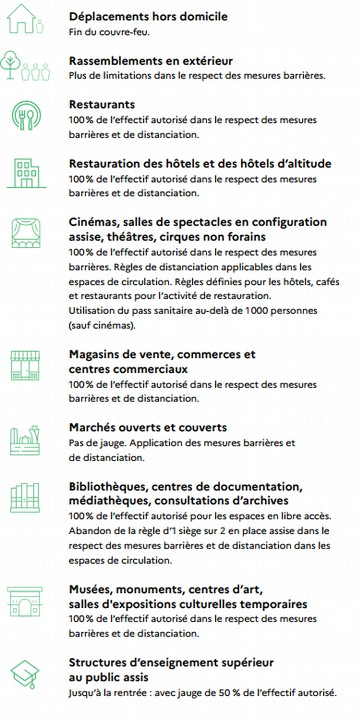 Déplacements hors domicile
Fin du couvre-feu.
Rassemblements en extérieur
Plus de limitations dans le respect des mesures barrières.
Restaurants
100 % de l'effectif autorisé dans le respect des mesures
barrières et de distanciation.
Restauration des hôtels et des hôtels d'altitude
100 % de l'effectif autorisé dans le respect des mesures
barrières et de distanciation.
Cinémas, salles de spectacles en configuration
assise, théâtres, cirques non forains
100 % de l'effectif autorisé dans le respect des mesures
barrières. Règles de distanciation applicables dans les
espaces de circulation. Règles définies pour les hôtels, cafés
et restaurants pour l'activité de restauration.
Utilisation du pass sanitaire au-delà de 1 000 personnes
(sauf cinémas).
Magasins de vente, commerces et
centres commerciaux
100 % de l'effectif autorisé dans le respect des mesures
barrières et de distanciation.
Marchés ouverts et couverts
Pas de jauge. Application des mesures barrières et
de distanciation.
Bibliothèques, centres de documentation,
médiathèques, consultations d'archives
100 % de l'effectif autorisé pour les espaces en libre accès.
Abandon de la règle d'1 siège sur 2 en place assise dans le
respect des mesures barrières et de distanciation dans les
espaces de circulation.
Musées, monuments, centres d'art,
salles d'expositions culturelles temporaires
100 % de l'effectif autorisé dans le respect des mesures
barrières et de distanciation.
Structures d'enseignement supérieur
au public assis
Jusqu'à la rentrée : avec jauge de 50 % de l'effectif autorisé.